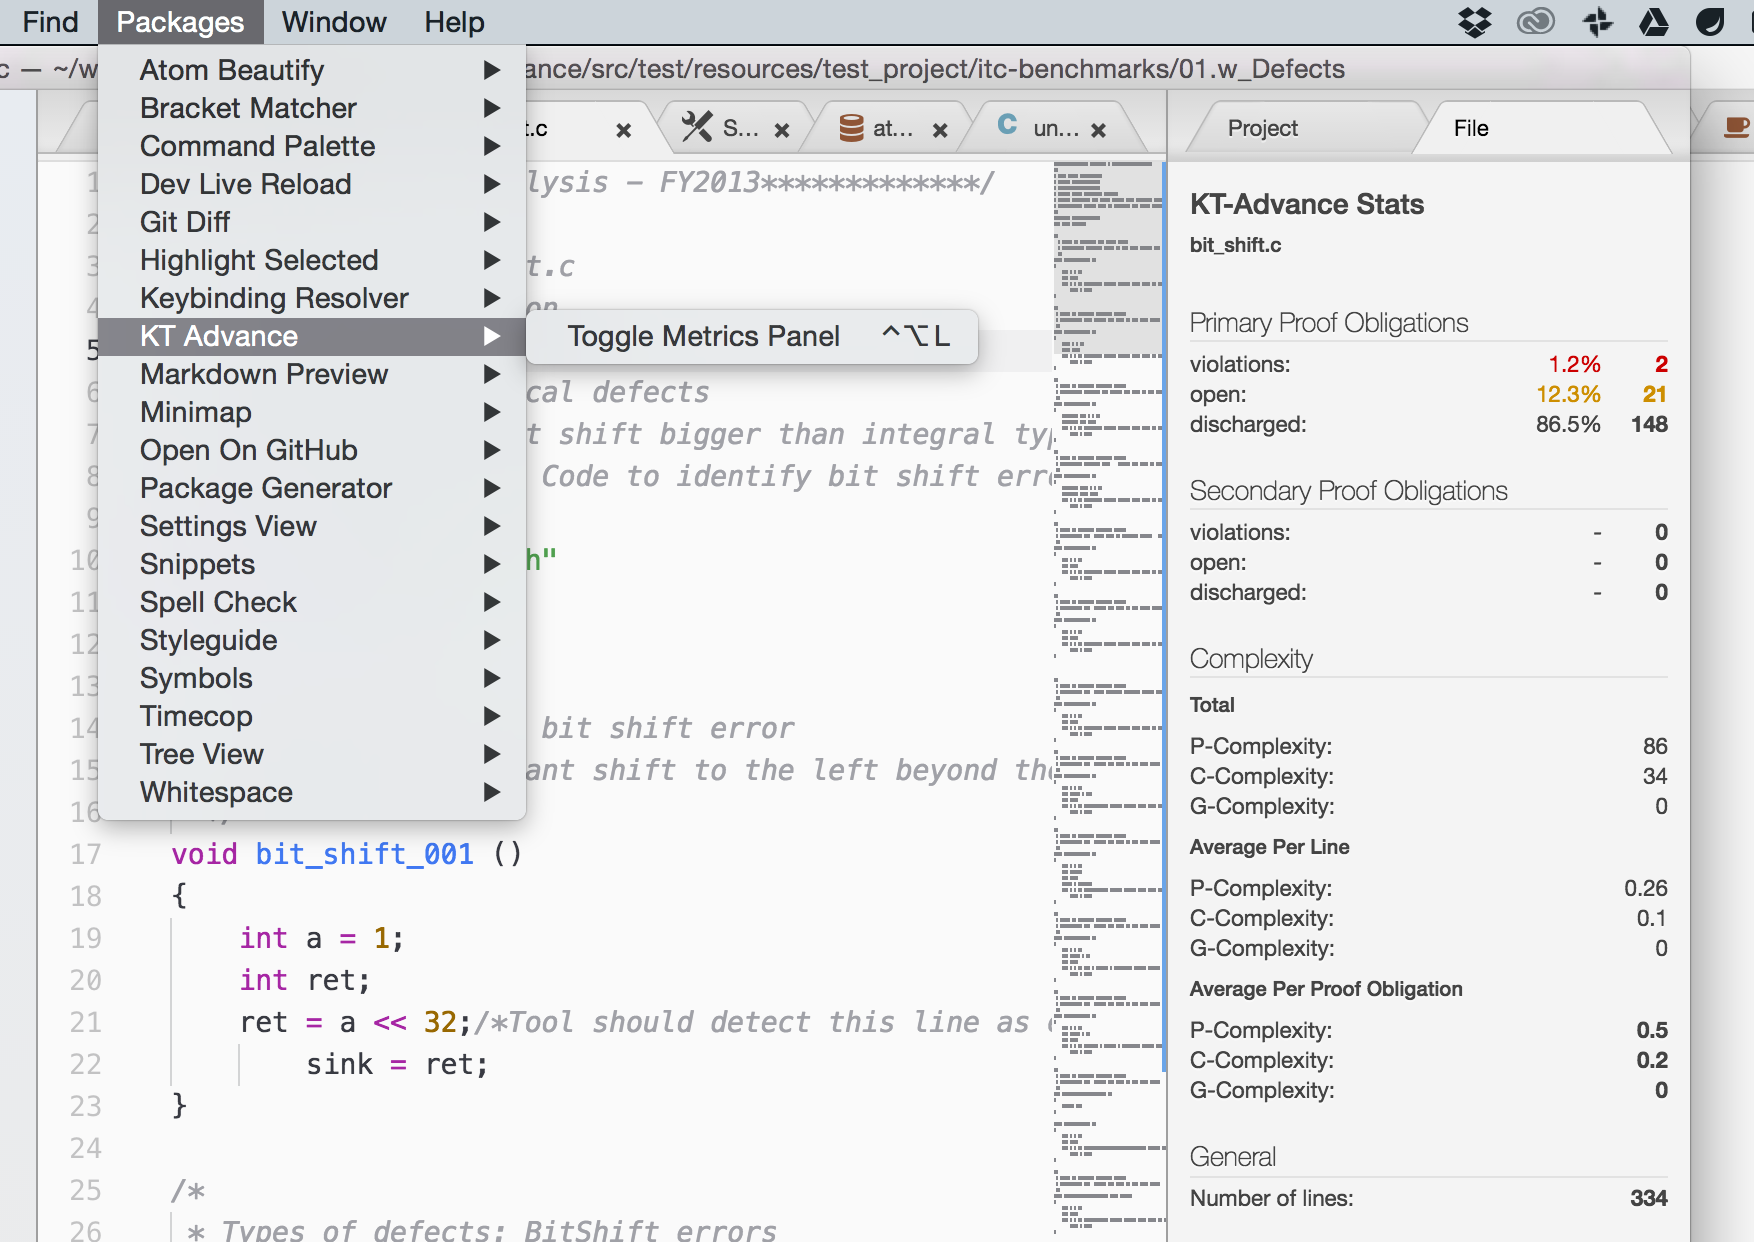 Find Packages Window Help
c — ~/w ance/src/test/resources/test_project/itc-benchmarks/01.w_Defects
Atom Beautify
Bracket Matcher
Command Palette
Dev Live Reload
Git Diff
Highlight Selected
Keybinding Resolver
KT Advance
Markdown Preview
Minimap
Open On GitHub
Package Generator
Settings View
Snippets
Spell Check
Styleguide
Symbols
Timecop
Tree View
Whitespace
Toggle Metrics Panel ^⌥L
t.c × S... × at... × un... ×
1 lysis – FY2013*************/
2
3 t.c
4 on
5
6 cal defects
7 t shift bigger than integral typ
8 Code to identify bit shift erro
9
10 h"
11
12
13
14 bit shift error
15 ant shift to the left beyond the
16 */
17 void bit_shift_001 ()
18 {
19 int a = 1;
20 int ret;
21 ret = a << 32;/*Tool should detect this line as e
22 sink = ret;
23 }
24
25 /*
26 * Types of defects: BitShift errors
Project File
KT-Advance Stats
bit_shift.c
Primary Proof Obligations
violations: 1.2% 2
open: 12.3% 21
discharged: 86.5% 148
Secondary Proof Obligations
violations: - 0
open: - 0
discharged: - 0
Complexity
Total
P-Complexity: 86
C-Complexity: 34
G-Complexity: 0
Average Per Line
P-Complexity: 0.26
C-Complexity: 0.1
G-Complexity: 0
Average Per Proof Obligation
P-Complexity: 0.5
C-Complexity: 0.2
G-Complexity: 0
General
Number of lines: 334